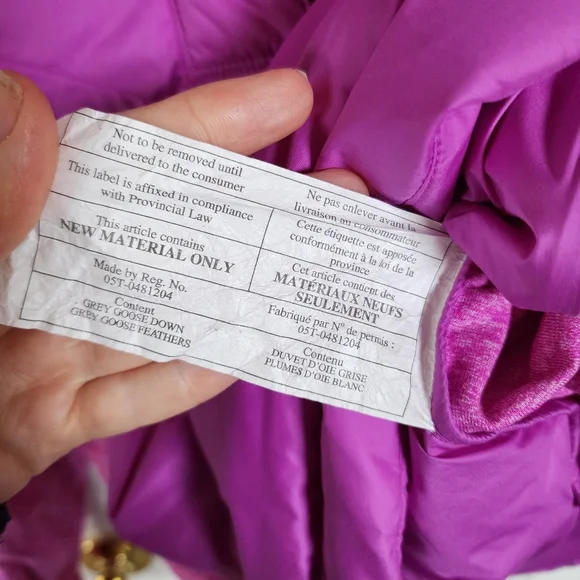 Not to be removed until
delivered to the consumer
This label is affixed in compliance
with Provincial Law
This article contains
NEW MATERIAL ONLY
Made by Reg. No.
05T-0481204
Content
GREY GOOSE DOWN
GREY GOOSE FEATHERS
Ne pas enlever avant la
livraison au consommateur
Cette étiquette est apposée
conformément à la loi de la
province
Cet article contient des
MATÉRIAUX NEUFS
SEULEMENT
Fabriqué par Nº de permis :
05T-0481204
Contenu
DUVET D'OIE GRISE
PLUMES D'OIE BLANC